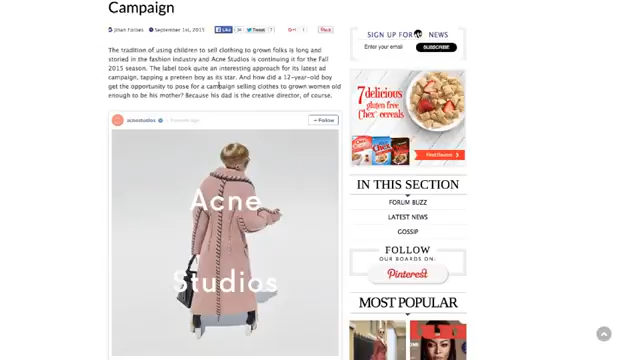 Campaign
Jihan Forbes
September 1st, 2015
Like
Tweet
Pinit
The tradition of using children to sell clothing to grown folks is long and
storied in the fashion industry and Acne Studios is continuing it for the Fall
2015 season. The label took quite an interesting approach for its latest ad
campaign, tapping a preteen boy as its star. And how did a 12-year-old boy
get the opportunity to pose for a campaign selling clothes to grown women old
enough to be his mother? Because his dad is the creative director, of course.
acnestudios
Follow
Acne
Studios
SIGN UP FOR NEWS
Enter your email
SUBSCRIBE
7 delicious
gluten free
Chex cereals
IN THIS SECTION
FORUM BUZZ
LATEST NEWS
GOSSIP
FOLLOW
OUR BOARDS ON:
Pinterest
MOST POPULAR